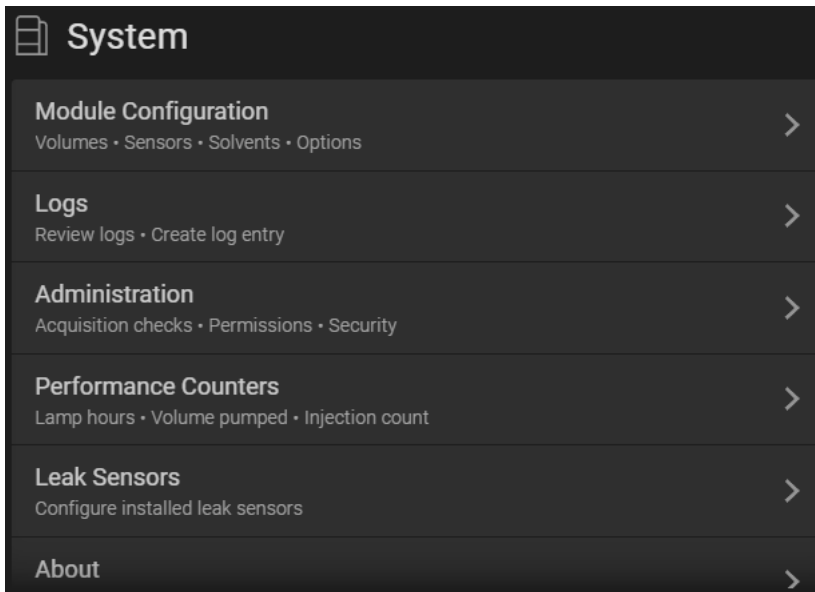 System
Module Configuration
Volumes • Sensors • Solvents • Options
Logs
Review logs • Create log entry
Administration
Acquisition checks • Permissions • Security
Performance Counters
Lamp hours • Volume pumped • Injection count
Leak Sensors
Configure installed leak sensors
About